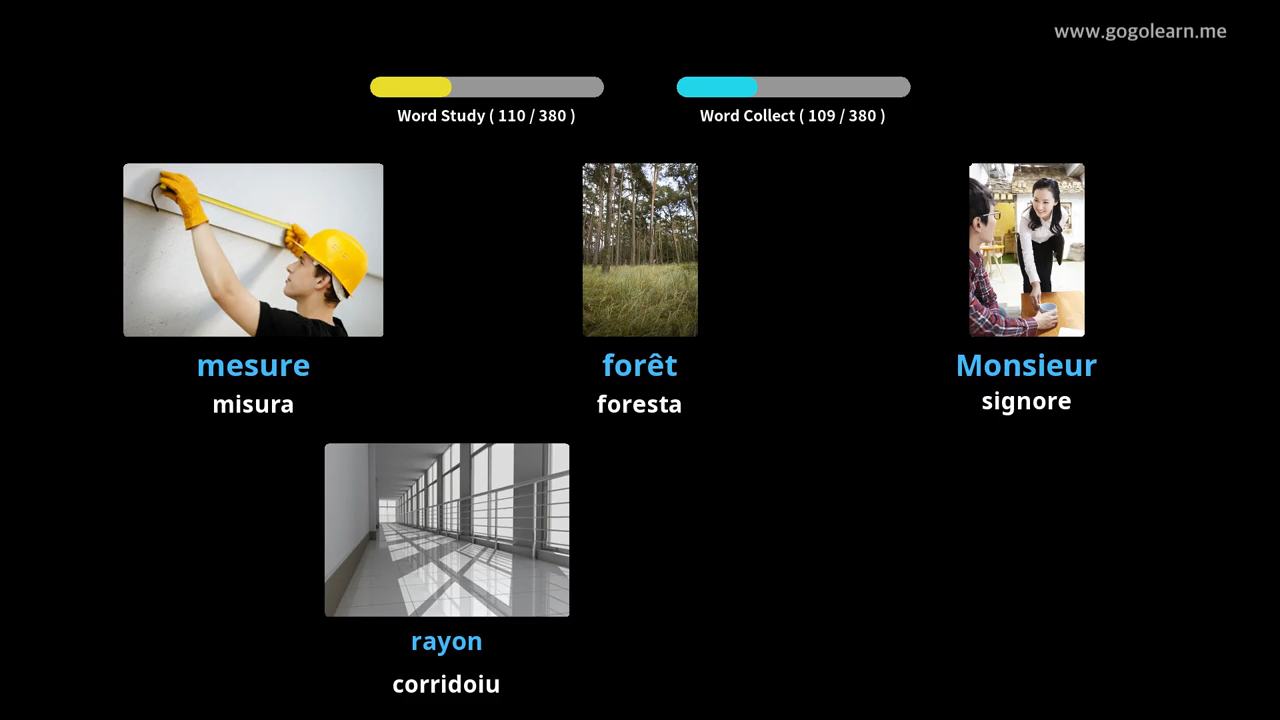 www.gogolearn.me
Word Study ( 110 / 380 )
Word Collect ( 109 / 380 )
mesure
misura
forêt
foresta
Monsieur
signore
rayon
corridoiu